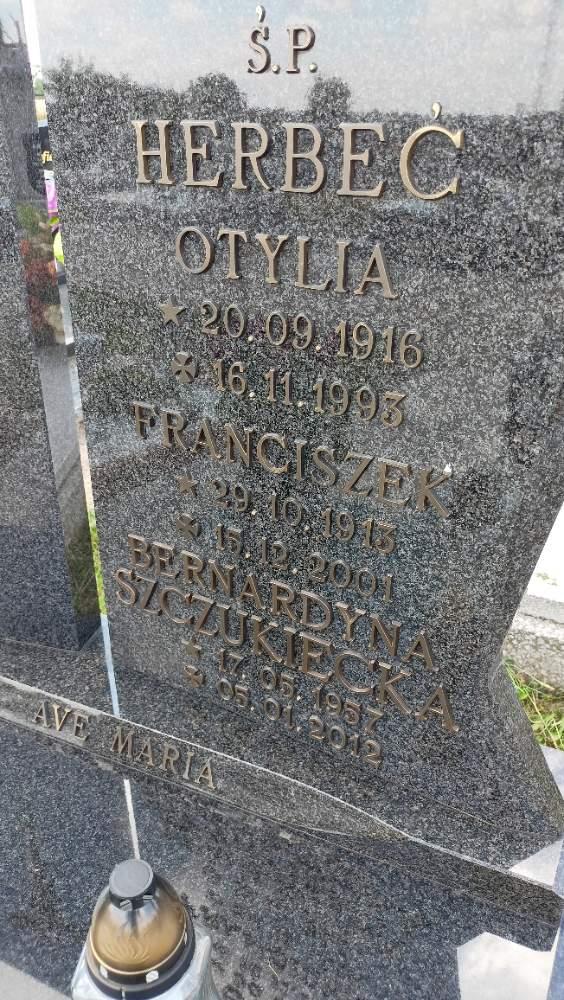 Ś.P.
HERBEĆ
OTYLIA
20.09.1916
16.11.1993
FRANCISZEK
29.10.1913
15.12.2001
BERNARDYNA
SZCZUKIECKA
17.05.1957
05.01.2012
AVE MARIA